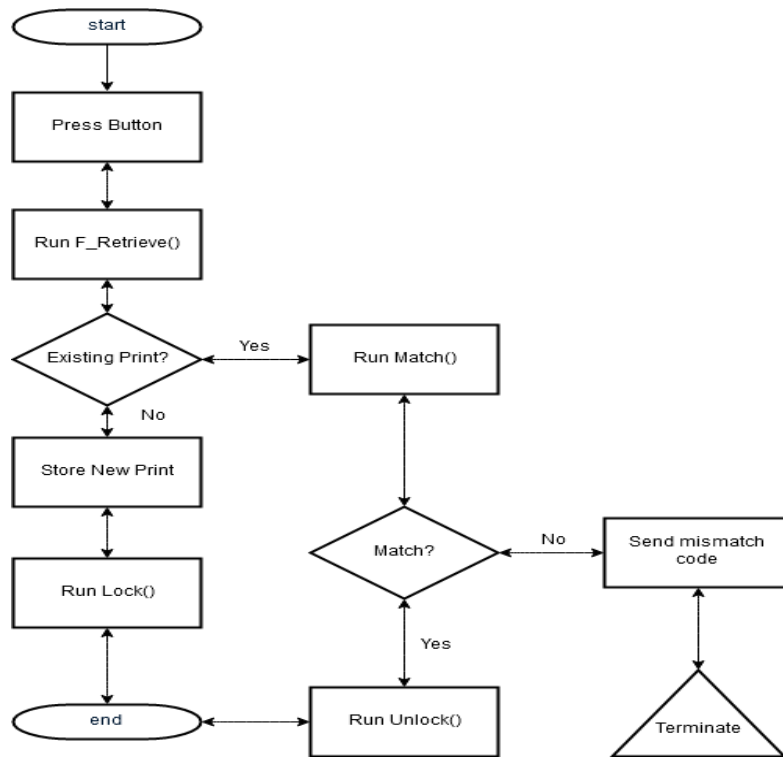 start
Press Button
Run F_Retrieve()
Existing Print?
Yes
Run Match()
No
Store New Print
Match?
No
Send mismatch
code
Run Lock()
Yes
end
Run Unlock()
Terminate